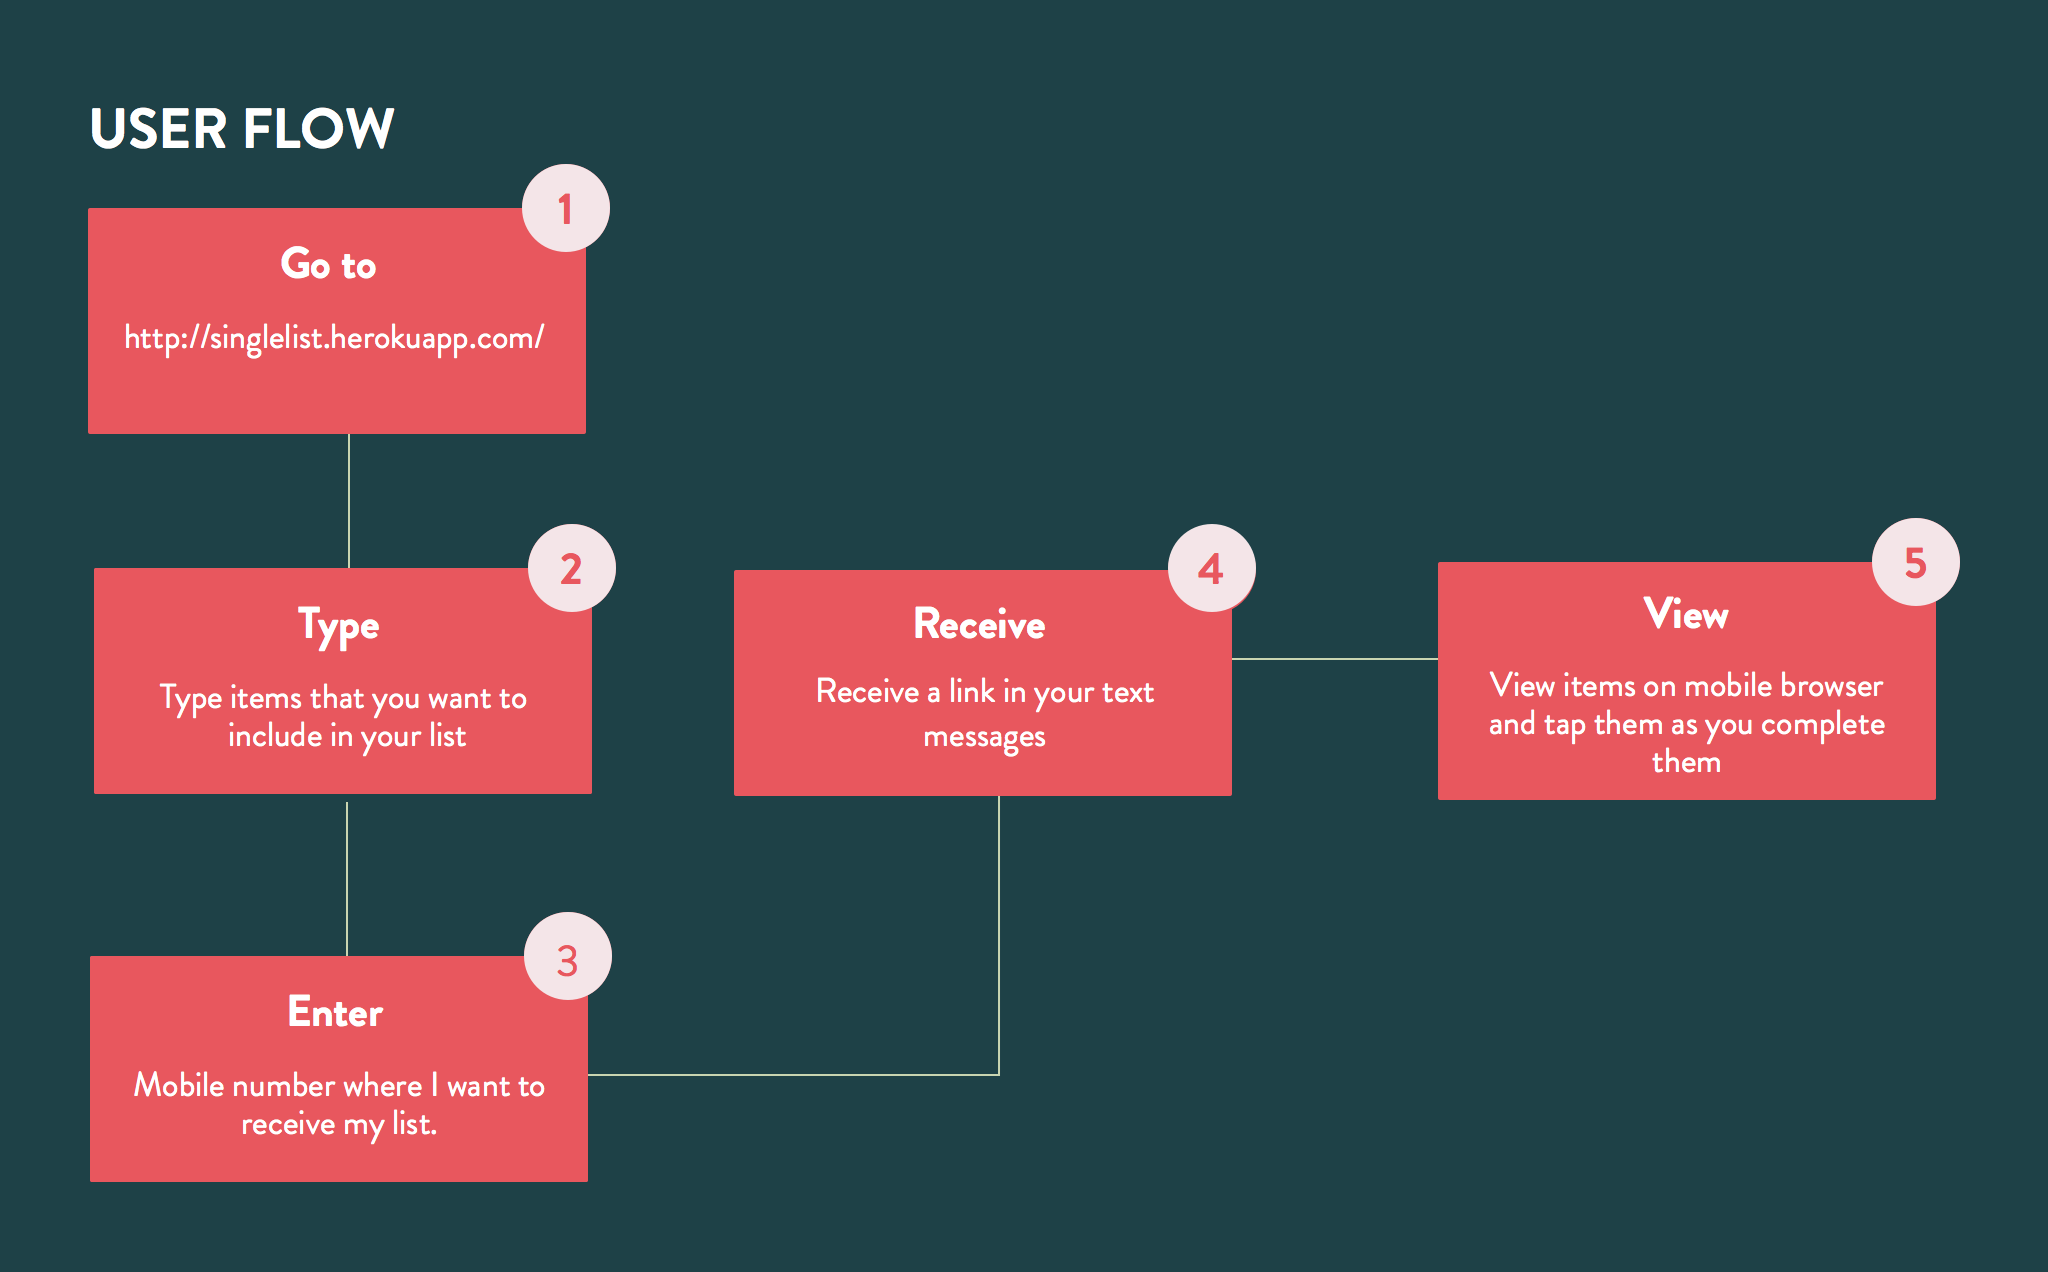 USER FLOW
1
Go to
http://singlelist.herokuapp.com/
2
Type
Type items that you want to
include in your list
3
Enter
Mobile number where I want to
receive my list.
4
Receive
Receive a link in your text
messages
5
View
View items on mobile browser
and tap them as you complete
them